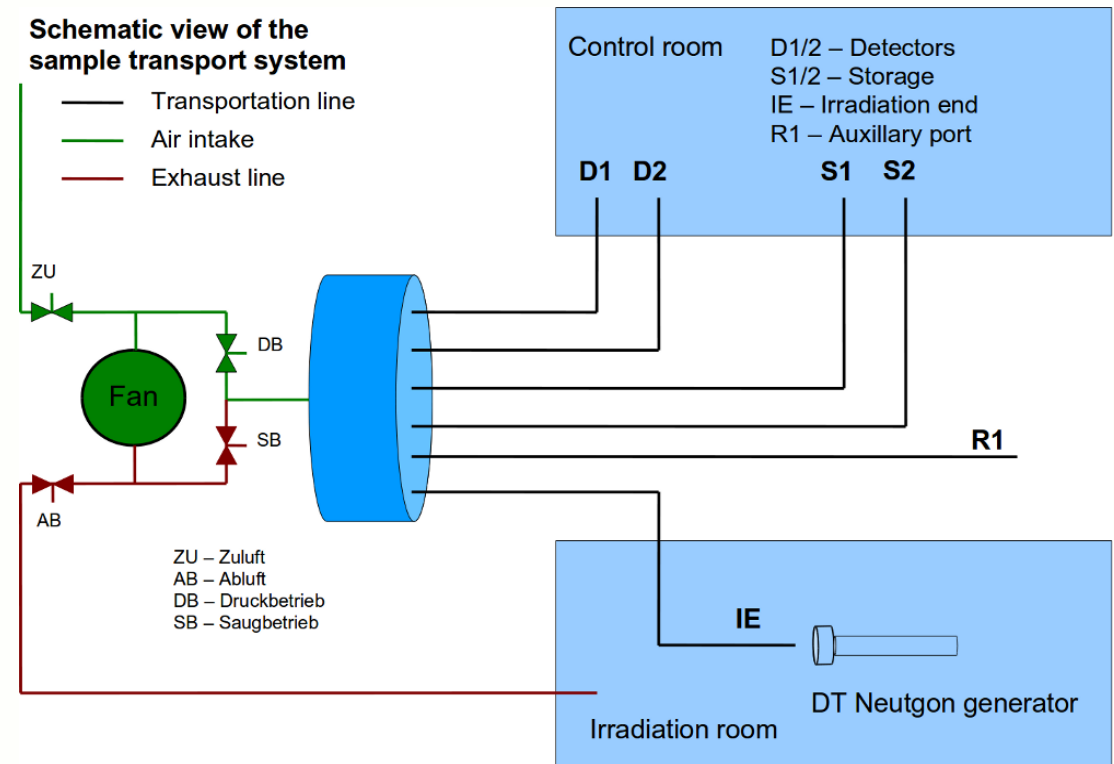 Schematic view of the
sample transport system
Transportation line
Air intake
Exhaust line
Control room
D1/2 – Detectors
S1/2 – Storage
IE – Irradiation end
R1 – Auxillary port
D1
D2
S1
S2
ZU
DB
Fan
SB
AB
R1
ZU – Zuluft
AB – Abluft
DB – Druckbetrieb
SB – Saugbetrieb
IE
DT Neutgon generator
Irradiation room